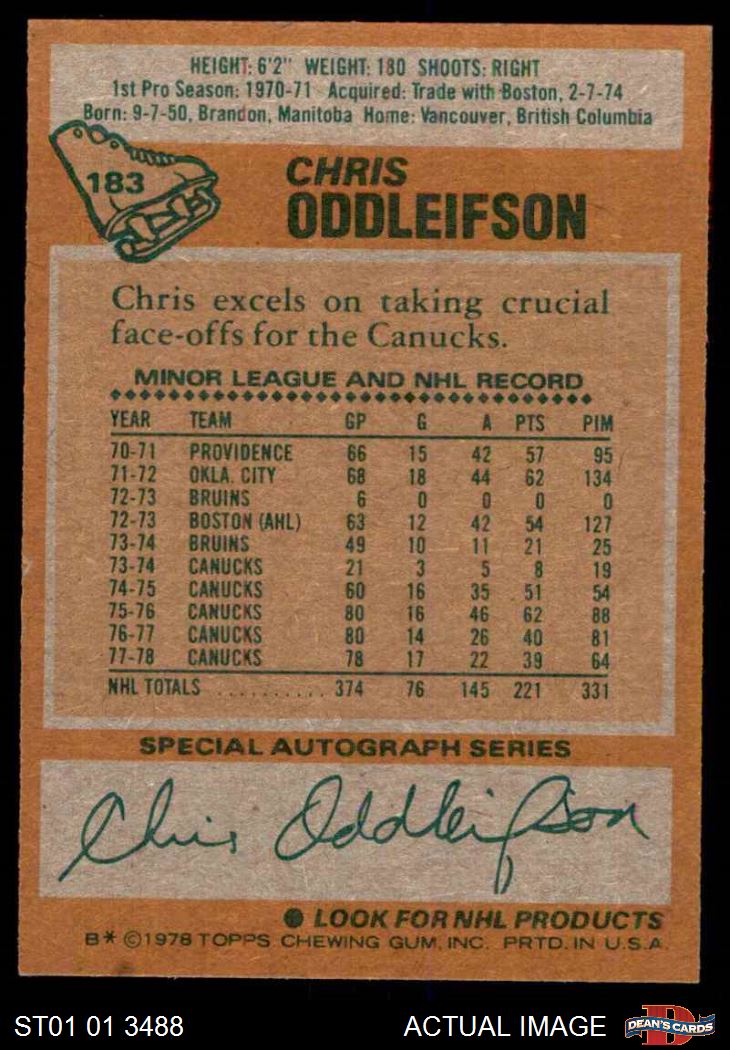 HEIGHT: 6'2" WEIGHT: 180 SHOOTS: RIGHT
1st Pro Season: 1970-71 Acquired: Trade with Boston, 2-7-74
Born: 9-7-50, Brandon, Manitoba Home: Vancouver, British Columbia
183
CHRIS
ODDLEIFSON
Chris excels on taking crucial
face-offs for the Canucks.
MINOR LEAGUE AND NHL RECORD
YEAR TEAM GP G A PTS PIM
70-71 PROVIDENCE 66 15 42 57 95
71-72 OKLA. CITY 68 18 44 62 134
72-73 BRUINS 6 0 0 0 0
72-73 BOSTON (AHL) 63 12 42 54 127
73-74 BRUINS 49 10 11 21 25
73-74 CANUCKS 21 3 5 8 19
74-75 CANUCKS 60 16 35 51 54
75-76 CANUCKS 80 16 46 62 88
76-77 CANUCKS 80 14 26 40 81
77-78 CANUCKS 78 17 22 39 64
NHL TOTALS .......... 374 76 145 221 331
SPECIAL AUTOGRAPH SERIES
Chris Oddleifson
● LOOK FOR NHL PRODUCTS
B* ©1978 TOPPS CHEWING GUM, INC. PRTD. IN U.S.A.
ST01 01 3488 ACTUAL IMAGE DEAN'S CARDS